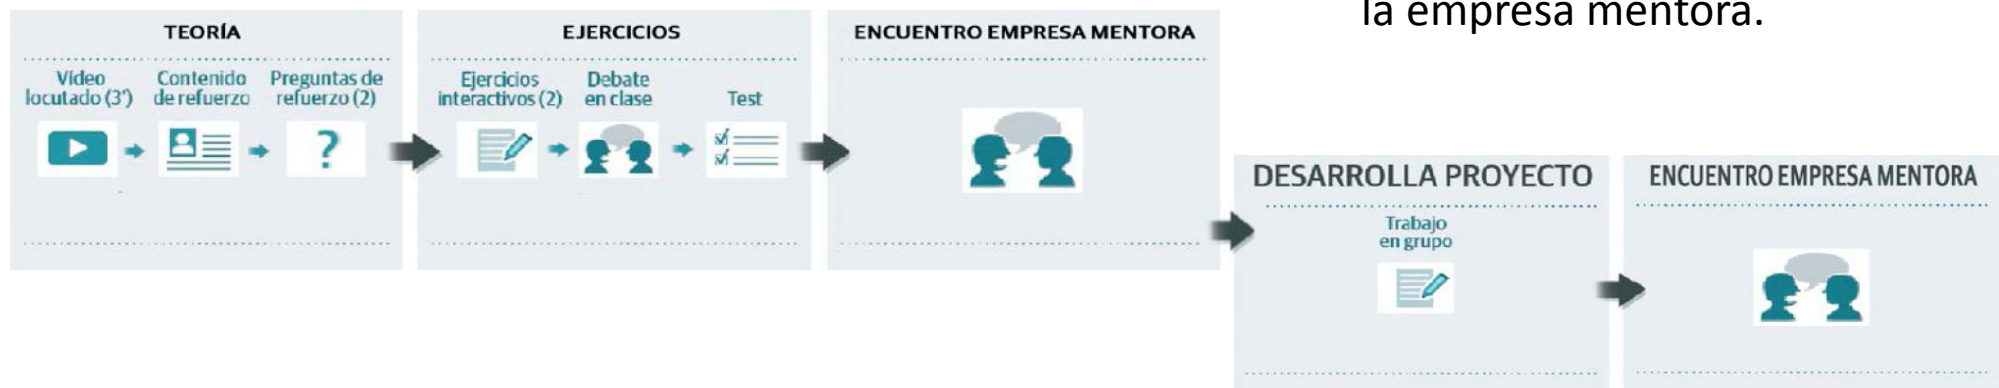 la empresa mentora.
TEORÍA
Vídeo
locutado (3')
Contenido
de refuerzo
Preguntas de
refuerzo (2)
?
EJERCICIOS
Ejercicios
interactivos (2)
Debate
en clase
Test
ENCUENTRO EMPRESA MENTORA
DESARROLLA PROYECTO
Trabajo
en grupo
ENCUENTRO EMPRESA MENTORA